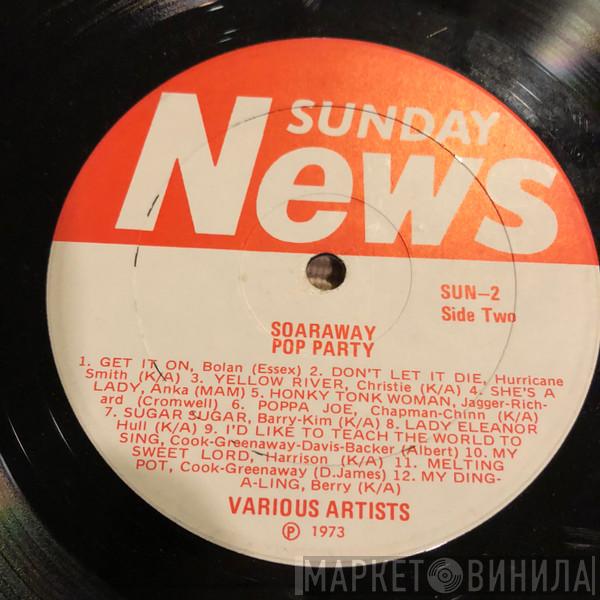 SUNDAY
News
SUN-2
Side Two
SOARAWAY
POP PARTY
1. GET IT ON, Bolan (Essex) 2. DON'T LET IT DIE, Hurricane
Smith (K/A) 3. YELLOW RIVER, Christie (K/A) 4. SHE'S A
LADY, Anka (MAM) 5. HONKY TONK WOMAN, Jagger-Rich-
ard (Cromwell) 6. POPPA JOE, Chapman-Chinn (K/A)
7. SUGAR SUGAR, Barry-Kim (K/A) 8. LADY ELEANOR
Hull (K/A) 9. I'D LIKE TO TEACH THE WORLD TO
SING, Cook-Greenaway-Davis-Backer (Albert) 10. MY
SWEET LORD, Harrison (K/A) 11. MELTING
POT, Cook-Greenaway (D.James) 12. MY DING-
A-LING, Berry (K/A)
VARIOUS ARTISTS
Ⓟ 1973
МАРКЕТ ВИНИЛА